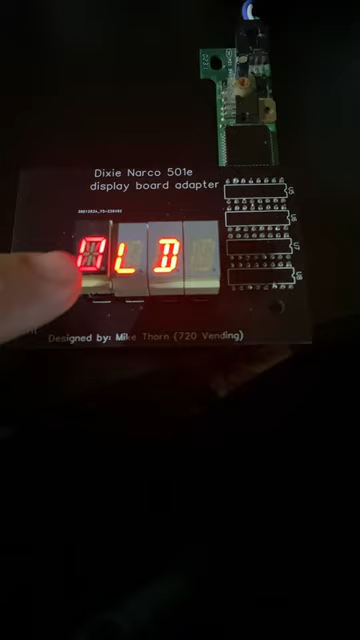 Dixie Narco 501e
display board adapter
OLD
Designed by: Mike Thorn (720 Vending)